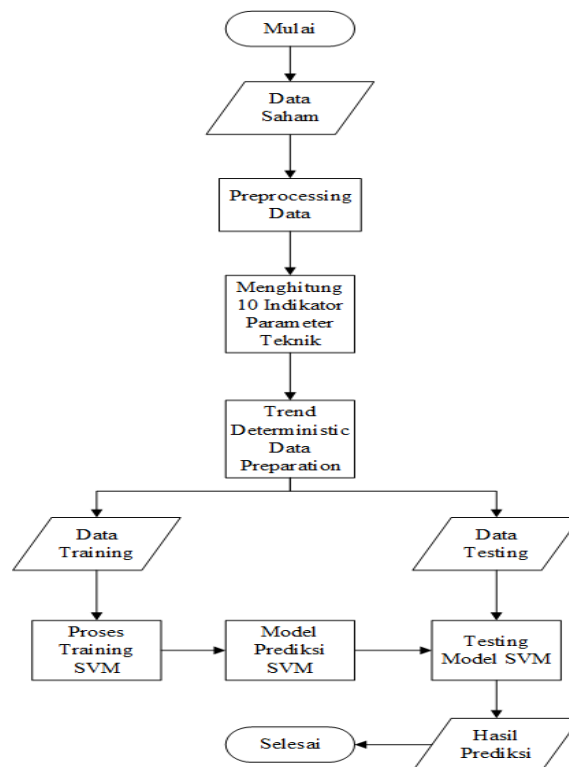 Mulai
Data
Saham
Preprocessing
Data
Menghitung
10 Indikator
Parameter
Teknik
Trend
Deterministic
Data
Preparation
Data
Training
Data
Testing
Proses
Training
SVM
Model
Prediksi
SVM
Testing
Model SVM
Hasil
Prediksi
Selesai